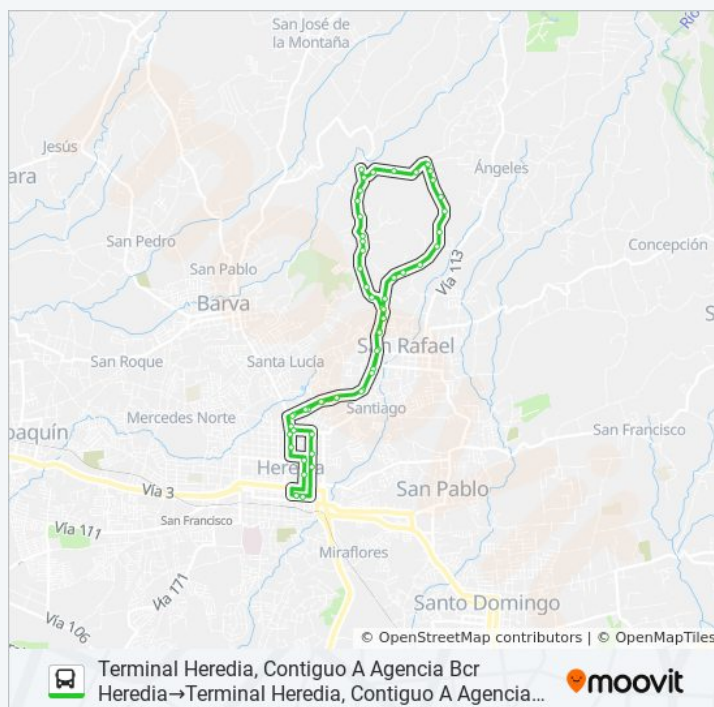 San José de
la Montaña
Río
Jesús
Ángeles
ara
San Pedro
Concepción
San Pablo
Vía 113
Barva
S
San Rafael
San Roque
Santa Lucía
Mercedes Norte
Santiago
oaquín
San Francisco
Heredia
Vía 3
San Pablo
San Francisco
Vía 111
Miraflores
Vía 171
Santo Domingo
Vía 106
© OpenStreetMap contributors | © OpenMapTiles
Terminal Heredia, Contiguo A Agencia Bcr
Heredia→Terminal Heredia, Contiguo A Agencia…
moovit